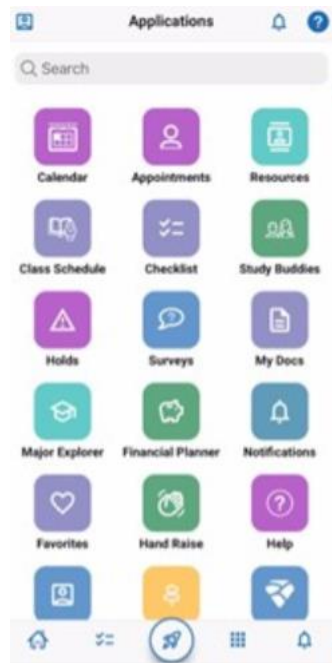 Applications
Search
Calendar Appointments Resources
Class Schedule Checklist Study Buddies
Holds Surveys My Docs
Major Explorer Financial Planner Notifications
Favorites Hand Raise Help